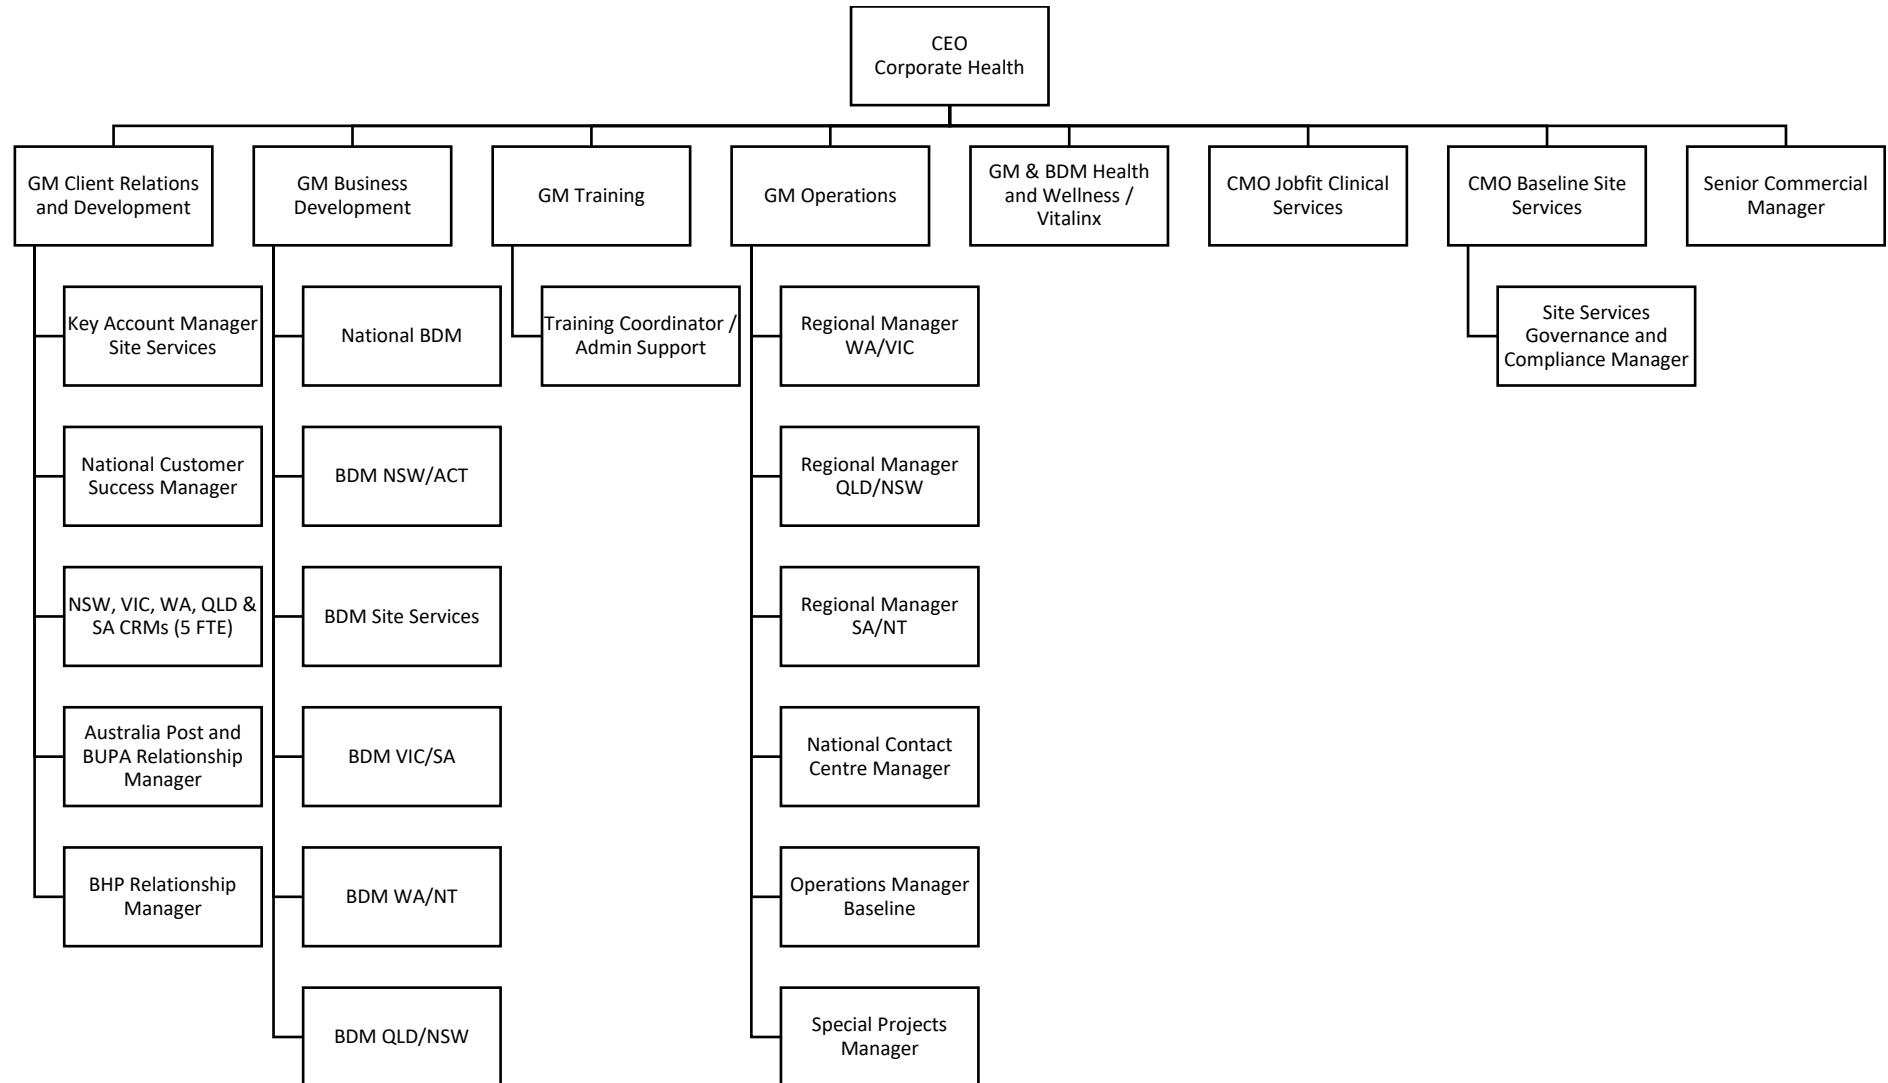 CEO
Corporate Health
GM Client Relations
and Development
GM Business
Development
GM Training
GM Operations
GM & BDM Health
and Wellness /
Vitalinx
CMO Jobfit Clinical
Services
CMO Baseline Site
Services
Senior Commercial
Manager
Key Account Manager
Site Services
National Customer
Success Manager
NSW, VIC, WA, QLD &
SA CRMs (5 FTE)
Australia Post and
BUPA Relationship
Manager
BHP Relationship
Manager
National BDM
BDM NSW/ACT
BDM Site Services
BDM VIC/SA
BDM WA/NT
BDM QLD/NSW
Training Coordinator /
Admin Support
Regional Manager
WA/VIC
Regional Manager
QLD/NSW
Regional Manager
SA/NT
National Contact
Centre Manager
Operations Manager
Baseline
Special Projects
Manager
Site Services
Governance and
Compliance Manager